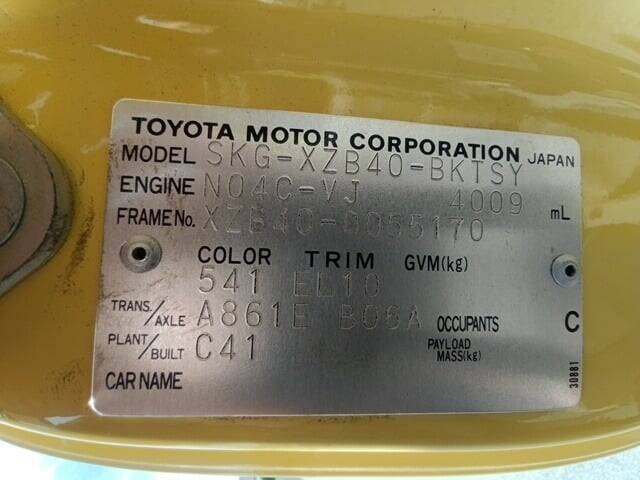 TOYOTA MOTOR CORPORATION JAPAN
MODEL SKG-XZB40-BKTSY
ENGINE N04C-VJ 4009 mL
FRAME No. XZB40-0055170
COLOR TRIM GVM(kg)
541 EL10
TRANS./AXLE A861E B06A OCCUPANTS C
PLANT/BUILT C41 PAYLOAD MASS(kg)
CAR NAME
30881